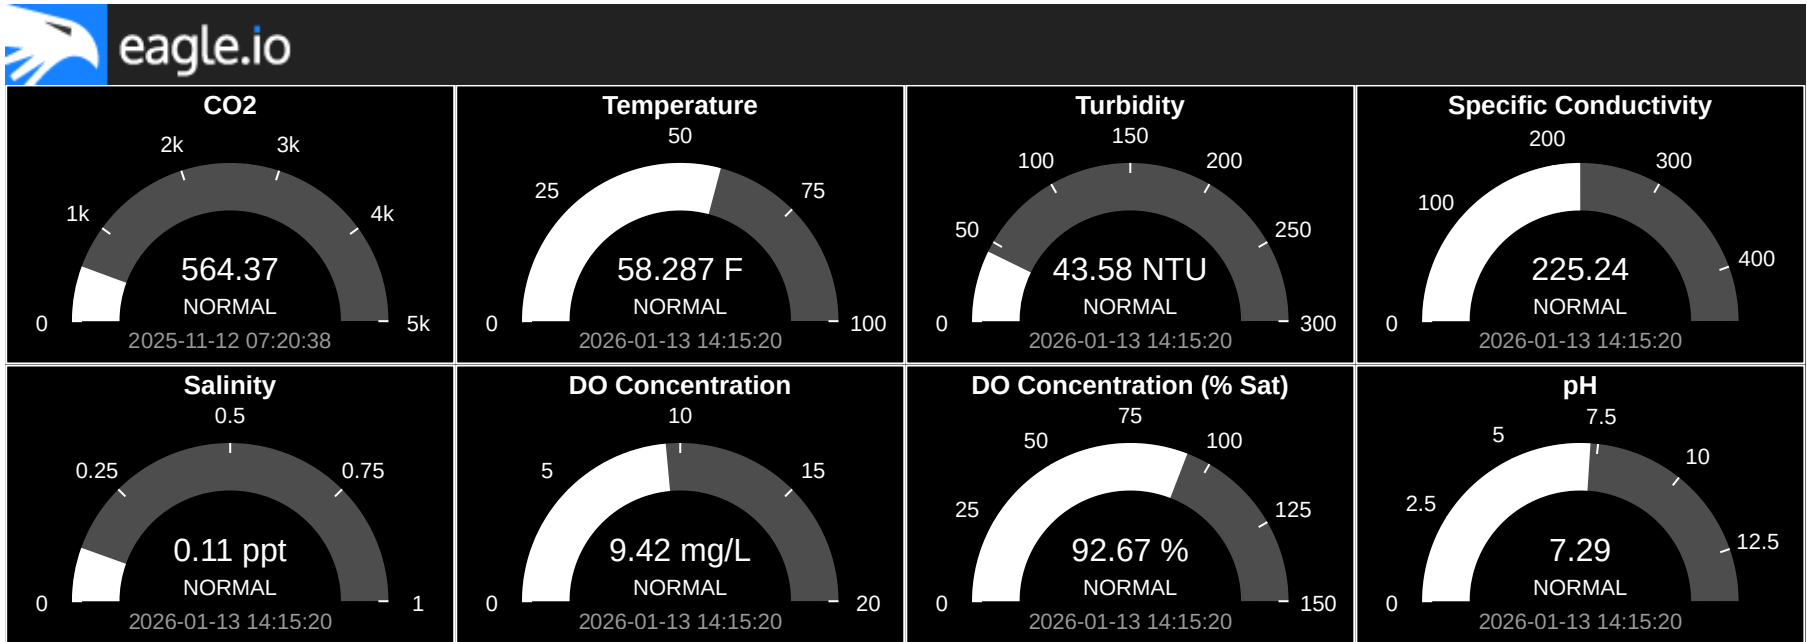 eagle.io
CO2
0
1k
2k
3k
4k
5k
564.37
NORMAL
2025-11-12 07:20:38
Temperature
0
25
50
75
100
58.287 F
NORMAL
2026-01-13 14:15:20
Turbidity
0
50
100
150
200
250
300
43.58 NTU
NORMAL
2026-01-13 14:15:20
Specific Conductivity
0
100
200
300
400
225.24
NORMAL
2026-01-13 14:15:20
Salinity
0
0.25
0.5
0.75
1
0.11 ppt
NORMAL
2026-01-13 14:15:20
DO Concentration
0
5
10
15
20
9.42 mg/L
NORMAL
2026-01-13 14:15:20
DO Concentration (% Sat)
0
25
50
75
100
125
150
92.67 %
NORMAL
2026-01-13 14:15:20
pH
0
2.5
5
7.5
10
12.5
7.29
NORMAL
2026-01-13 14:15:20